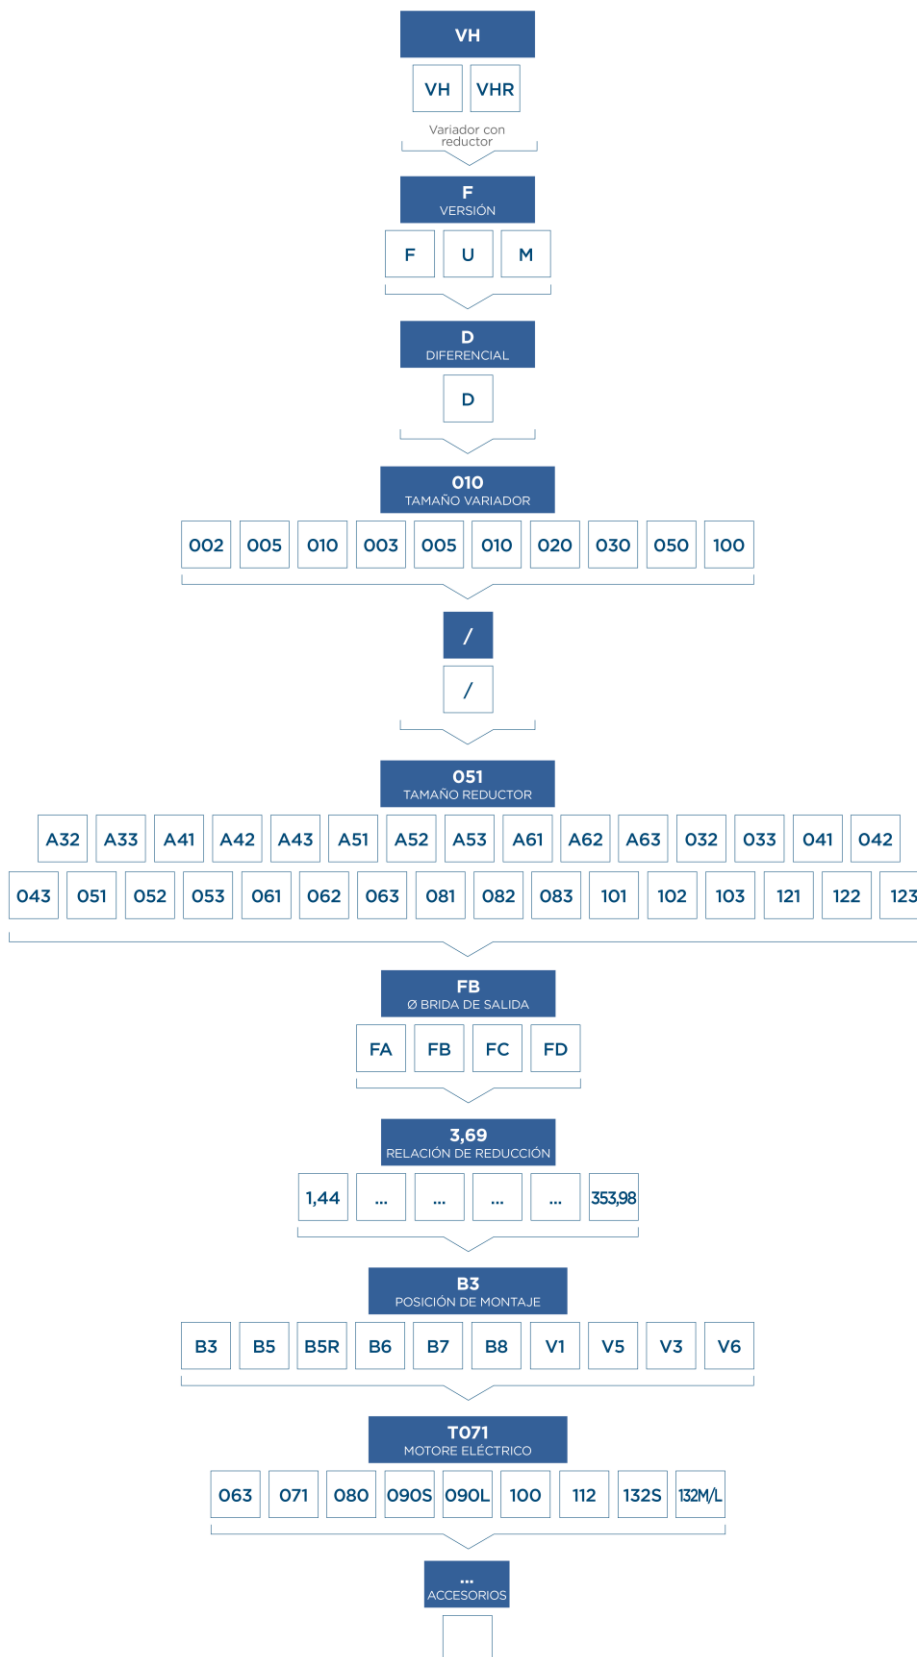 VH
VH VHR
Variador con
reductor
F
VERSIÓN
F U M
D
DIFERENCIAL
D
010
TAMAÑO VARIADOR
002 005 010 003 005 010 020 030 050 100
/
/
051
TAMAÑO REDUCTOR
A32 A33 A41 A42 A43 A51 A52 A53 A61 A62 A63 032 033 041 042
043 051 052 053 061 062 063 081 082 083 101 102 103 121 122 123
FB
Ø BRIDA DE SALIDA
FA FB FC FD
3,69
RELACIÓN DE REDUCCIÓN
1,44 ... ... ... ... 353,98
B3
POSICIÓN DE MONTAJE
B3 B5 B5R B6 B7 B8 V1 V5 V3 V6
T071
MOTORE ELÉCTRICO
063 071 080 090S 090L 100 112 132S 132M/L
...
ACCESORIOS